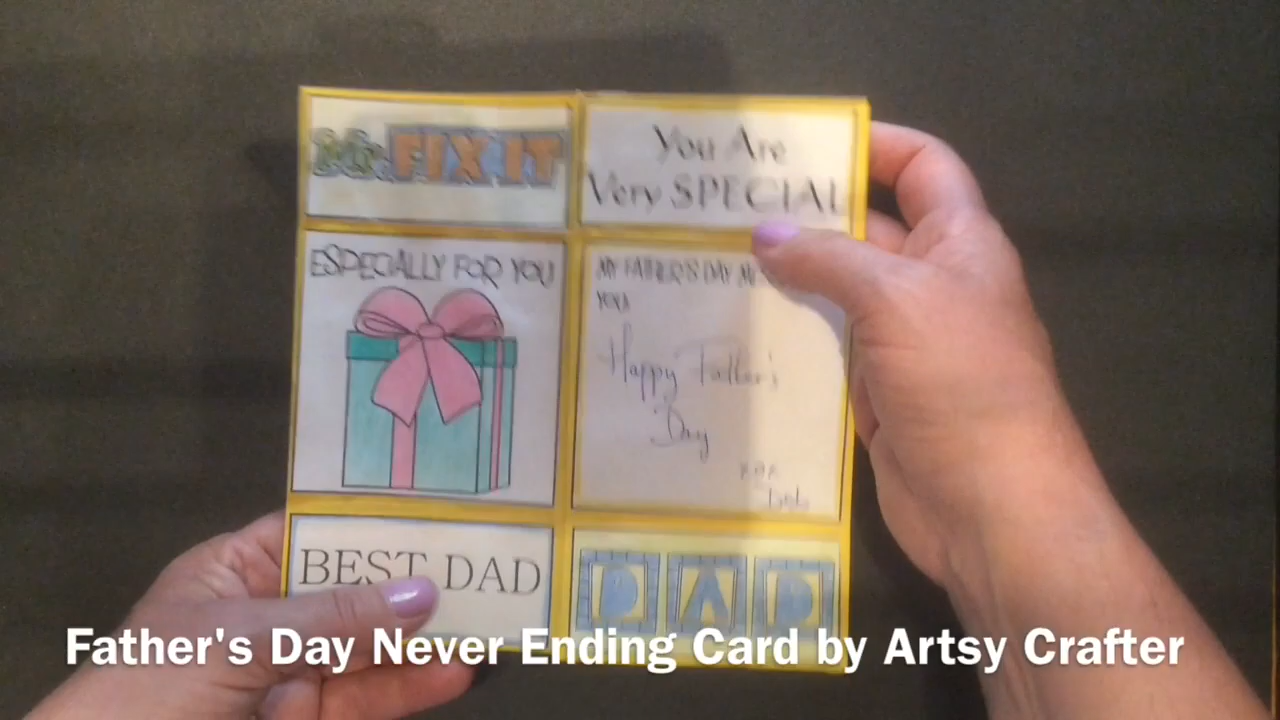 Mr. FIX IT
You Are
Very SPECIAL
ESPECIALLY FOR YOU
MY FATHER'S DAY
YOU
Happy Father's
Day
BEST DAD
DAD
Father's Day Never Ending Card by Artsy Crafter